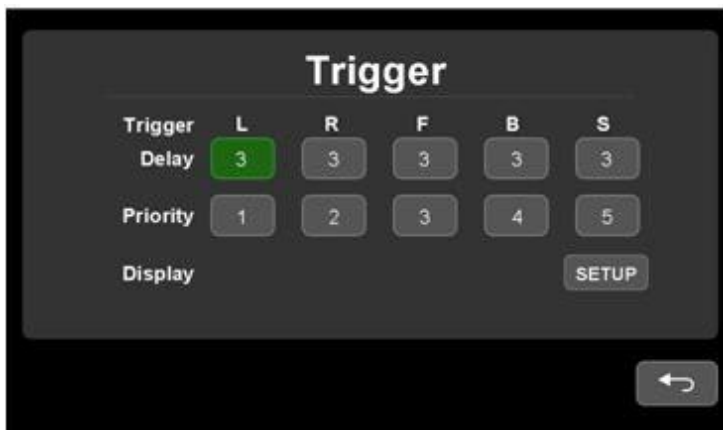 Trigger
Trigger L R F B S
Delay 3 3 3 3 3
Priority 1 2 3 4 5
Display SETUP